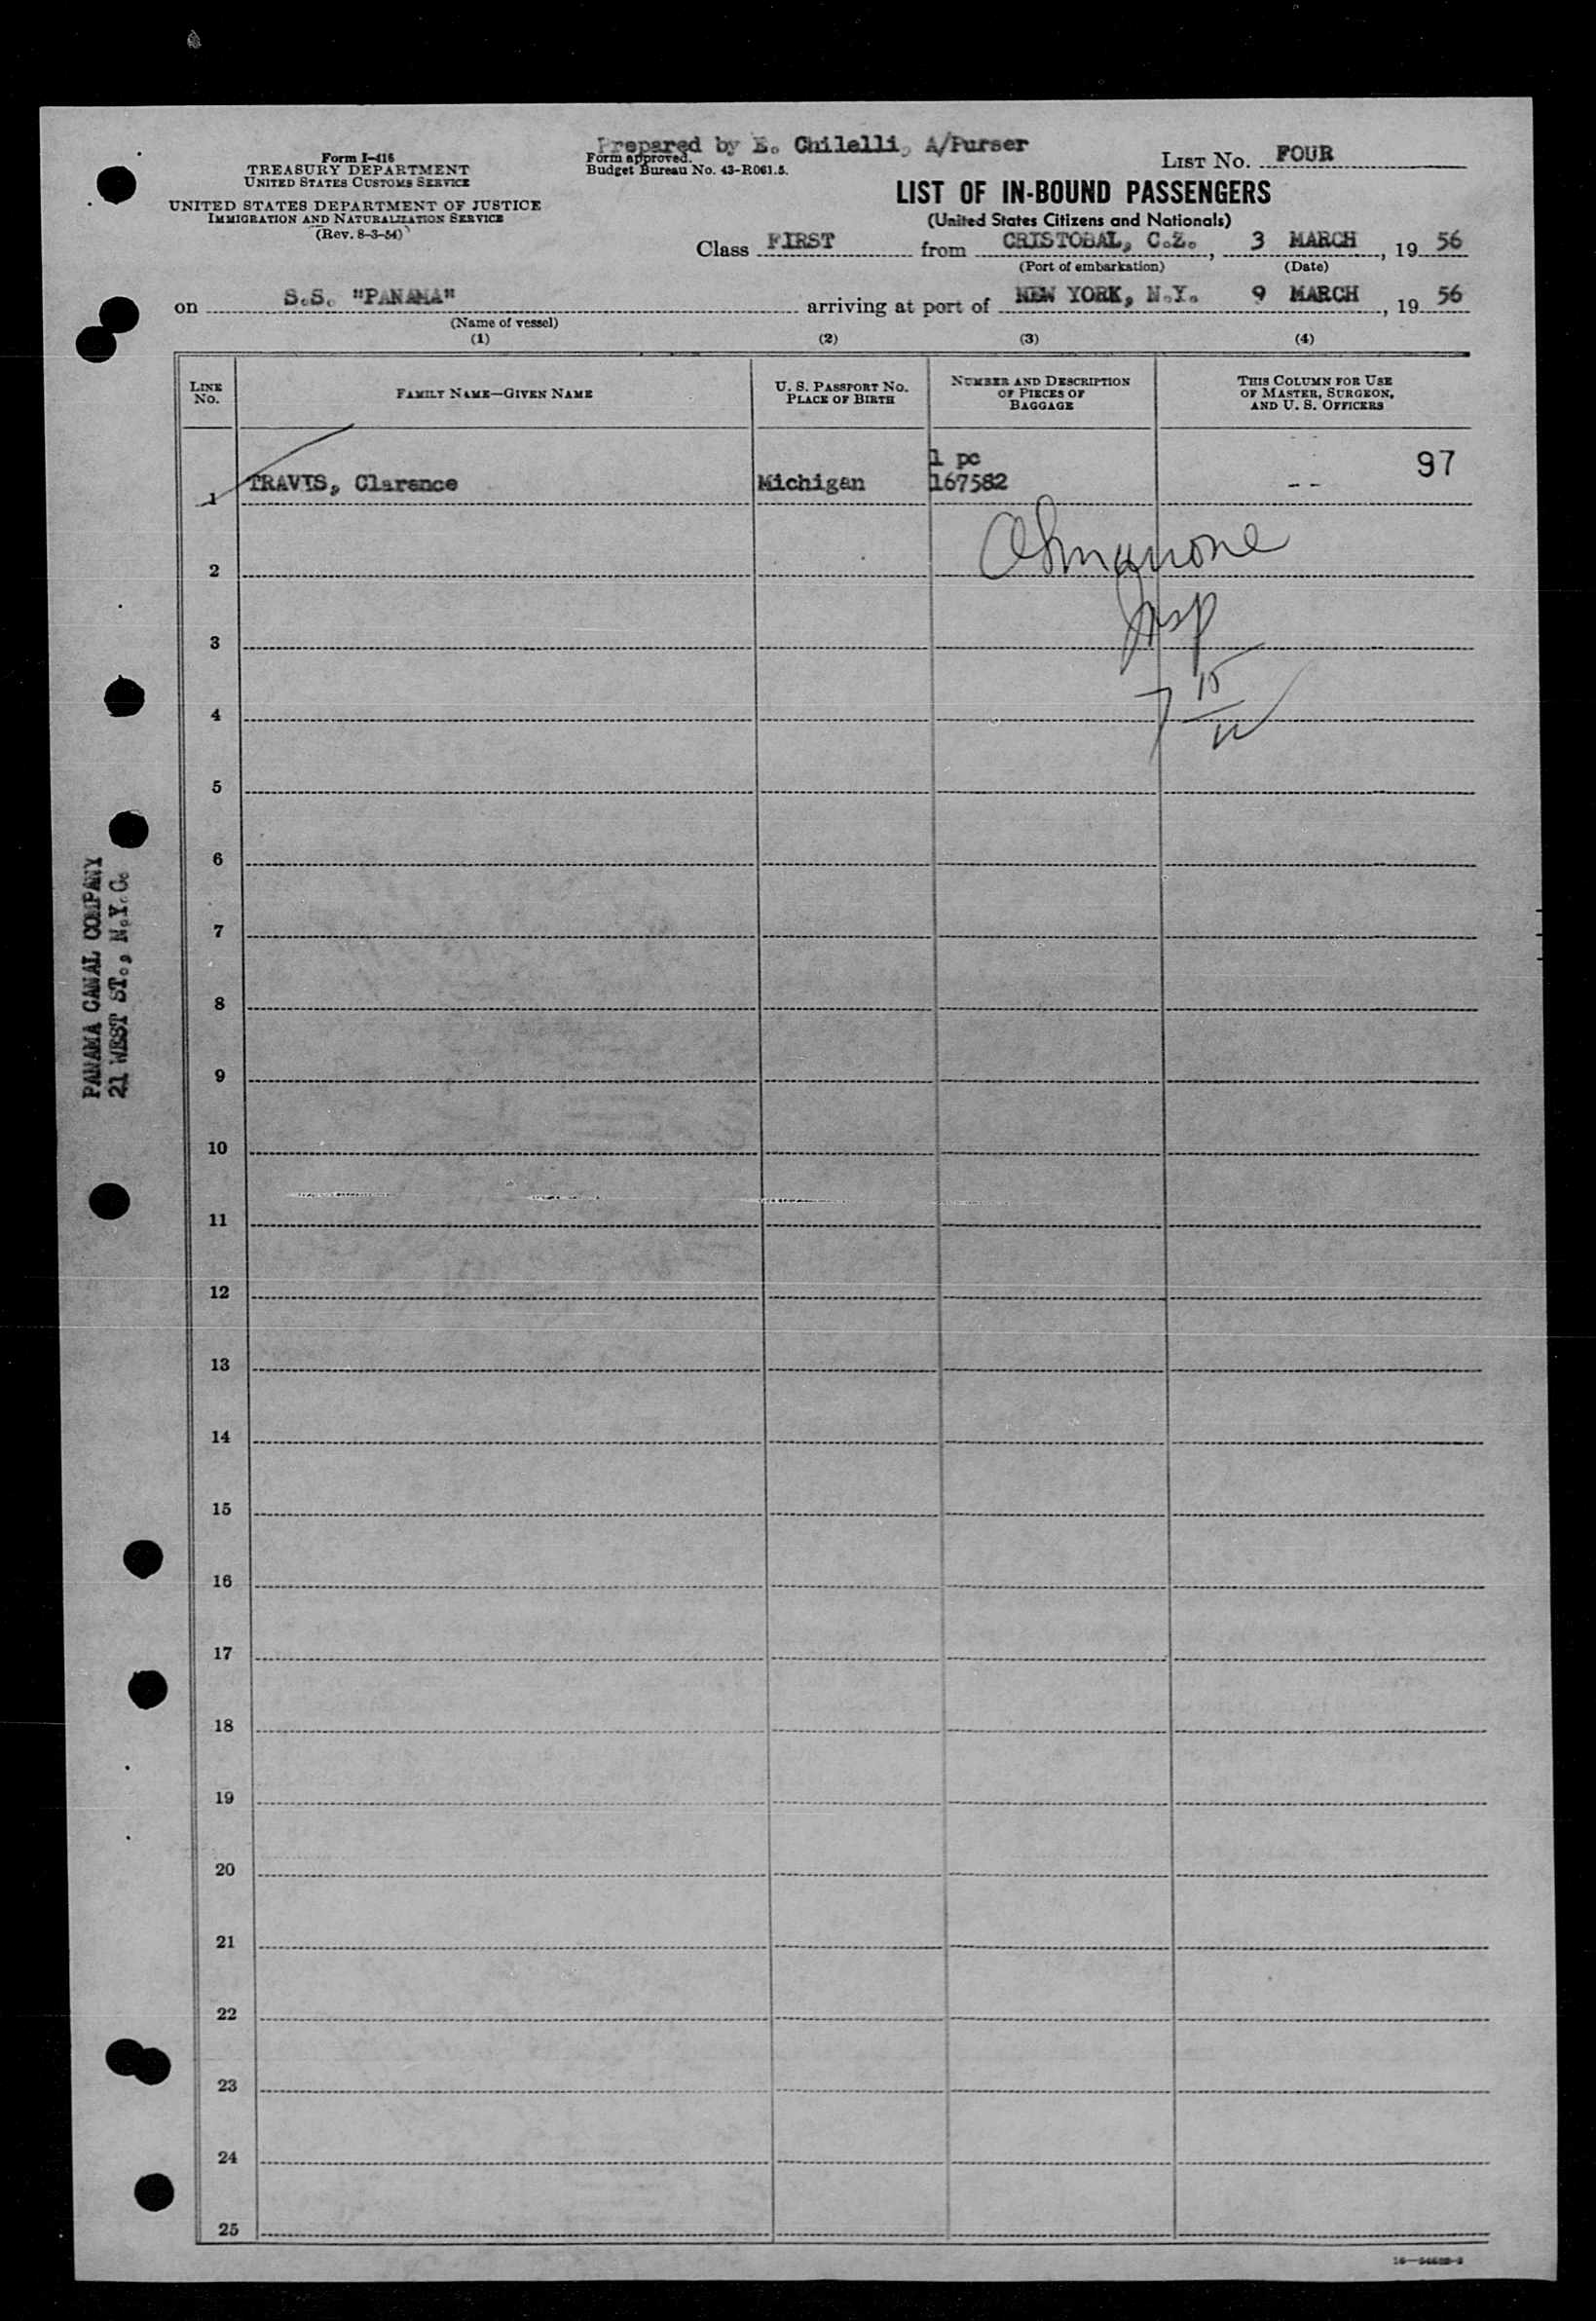 Prepared by E. Chilelli, A/Purser
Form I-416
TREASURY DEPARTMENT
UNITED STATES CUSTOMS SERVICE
UNITED STATES DEPARTMENT OF JUSTICE
IMMIGRATION AND NATURALIZATION SERVICE
(Rev. 8-3-54)
Form approved.
Budget Bureau No. 43-R061.5.
LIST NO. FOUR
LIST OF IN-BOUND PASSENGERS
(United States Citizens and Nationals)
Class FIRST from CRISTOBAL, C.Z., 3 MARCH, 19 56
(Port of embarkation) (Date)
on S.S. "PANAMA" arriving at port of NEW YORK, N.Y. 9 MARCH, 19 56
(Name of vessel)
(1) (2) (3) (4)
LINE NO. FAMILY NAME—GIVEN NAME U. S. PASSPORT NO. PLACE OF BIRTH NUMBER AND DESCRIPTION OF PIECES OF BAGGAGE THIS COLUMN FOR USE OF MASTER, SURGEON, AND U. S. OFFICERS
1 pc 97
1 TRAVIS, Clarence Michigan 167582 --
2
Insp
3
4
5
6
7
8
9
10
11
12
13
14
15
16
17
18
19
20
21
22
23
24
25
PANAMA CANAL COMPANY
21 WEST ST., N.Y.C.